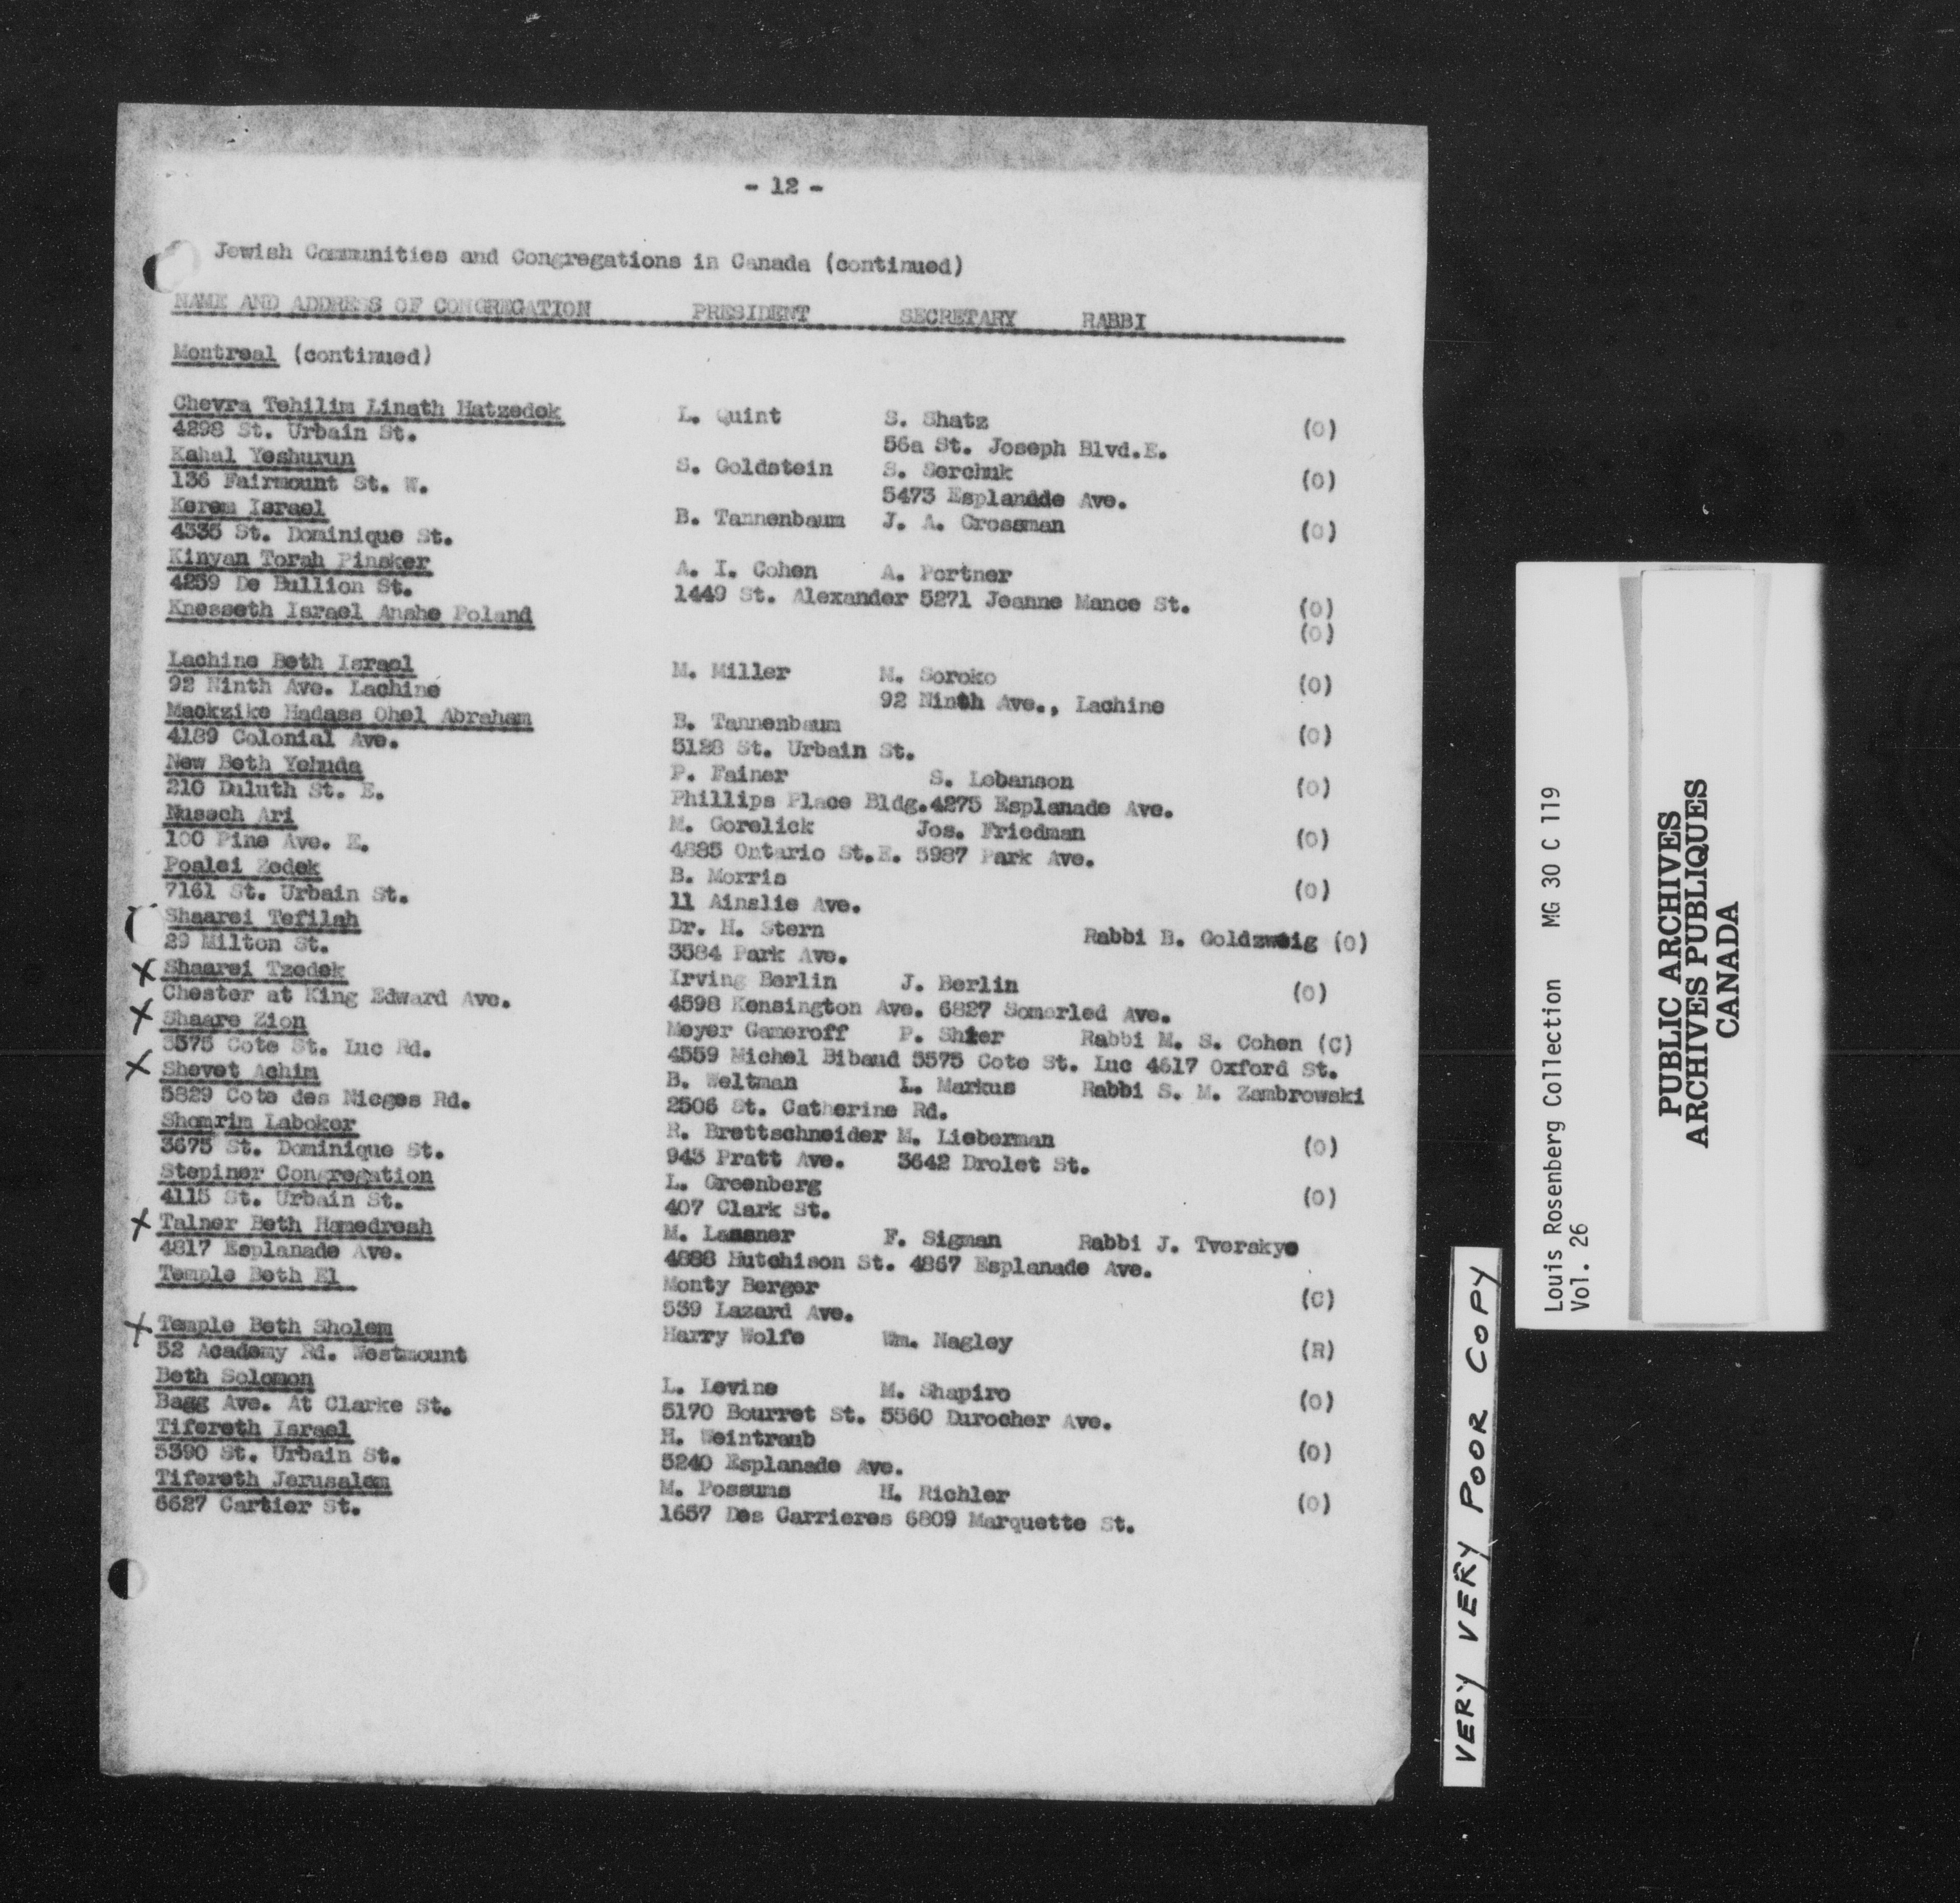 - 12 -
Jewish Communities and Congregations in Canada (continued)
NAME AND ADDRESS OF CONGREGATION PRESIDENT SECRETARY RABBI
Montreal (continued)
Chevra Tehilim Linath Hatzedek L. Quint S. Shatz (O)
4298 St. Urbain St. 56a St. Joseph Blvd.E.
Kahal Yeshurun S. Goldstein S. Serchuk (O)
136 Fairmount St. W. 5473 Esplanade Ave.
Kerem Israel B. Tannenbaum J. A. Crossman (O)
4335 St. Dominique St.
Kinyan Torah Pinsker A. I. Cohen A. Portner
4259 De Bullion St. 1449 St. Alexander 5271 Jeanne Mance St. (O)
Knesseth Israel Anshe Poland (O)
Lachine Beth Israel M. Miller M. Soroko (O)
92 Ninth Ave. Lachine 92 Ninth Ave., Lachine
Mackzike Hadass Ohel Abraham B. Tannenbaum (O)
4189 Colonial Ave. 5128 St. Urbain St.
New Beth Yehuda P. Fainer S. Lobanson (O)
210 Duluth St. E. Phillips Place Bldg. 4275 Esplanade Ave.
Nusach Ari M. Gorelick Jos. Friedman (O)
100 Pine Ave. E. 4885 Ontario St.E. 5987 Park Ave.
Poalei Zedek B. Morris (O)
7161 St. Urbain St. 11 Ainslie Ave.
Shaarei Tefilah Dr. H. Stern Rabbi B. Goldzweig (O)
29 Milton St. 3584 Park Ave.
X Shaarei Tzedek Irving Berlin J. Berlin (O)
Chester at King Edward Ave. 4598 Kensington Ave. 6827 Somerled Ave.
X Shaare Zion Meyer Gameroff P. Shier Rabbi M. S. Cohen (C)
5575 Cote St. Luc Rd. 4559 Michel Bibaud 5575 Cote St. Luc 4617 Oxford St.
X Shevet Achim B. Weltman L. Markus Rabbi S. M. Zambrowski
5829 Cote des Nieges Rd. 2506 St. Catherine Rd.
Shomrim Laboker R. Brettschneider M. Lieberman (O)
3675 St. Dominique St. 943 Pratt Ave. 3642 Drolet St.
Stepiner Congregation L. Greenberg (O)
4115 St. Urbain St. 407 Clark St.
X Talner Beth Hamedresh M. Lassner F. Sigman Rabbi J. Tverskye
4817 Esplanade Ave. 4888 Hutchison St. 4867 Esplanade Ave.
Temple Beth El Monty Berger (C)
539 Lazard Ave.
X Temple Beth Sholem Harry Wolfe Wm. Nagley (R)
52 Academy Rd. Westmount
Beth Solomon L. Levine M. Shapiro (O)
Bagg Ave. At Clarke St. 5170 Bourret St. 5560 Durocher Ave.
Tifereth Israel H. Weintraub (O)
5390 St. Urbain St. 5240 Esplanade Ave.
Tifereth Jerusalem M. Possums H. Richler (O)
6627 Cartier St. 1657 Des Carrieres 6809 Marquette St.
VERY VERY POOR COPY
Louis Rosenberg Collection MG 30 C 119
Vol. 26
PUBLIC ARCHIVES
ARCHIVES PUBLIQUES
CANADA